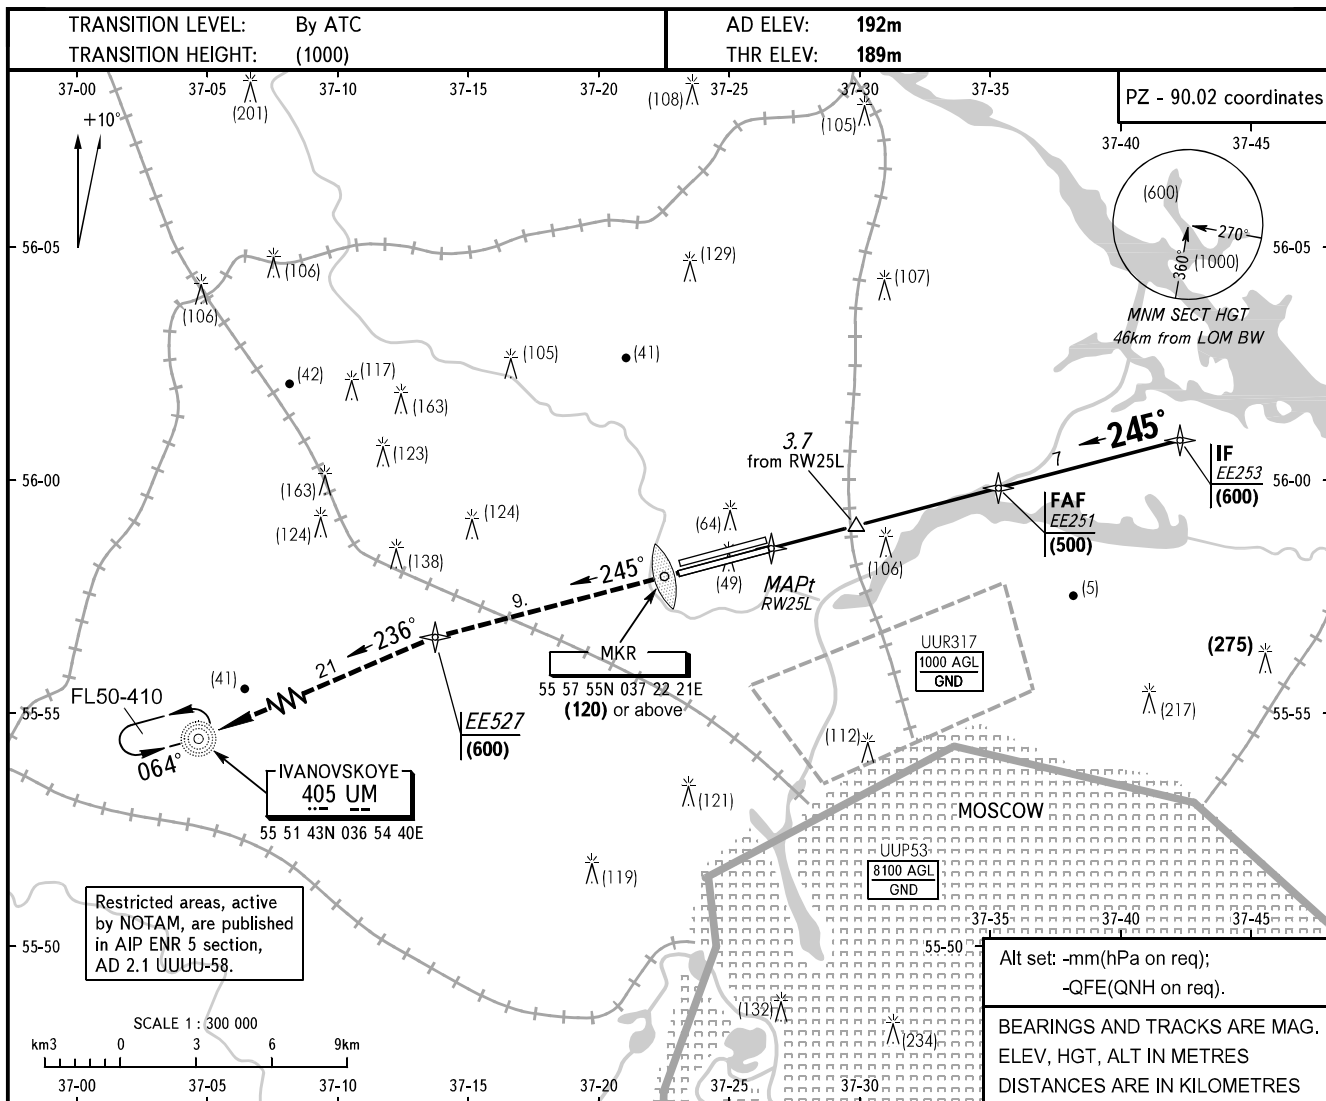 TRANSITION LEVEL: By ATC
TRANSITION HEIGHT: (1000)
AD ELEV: 192m
THR ELEV: 189m
37-00 37-05 37-10 37-15 37-20 37-25 37-30 37-35
PZ - 90.02 coordinates
37-40 37-45
+10°
(201)
(108)
(105)
(600)
270°
360°
(1000)
MNM SECT HGT
46km from LOM BW
56-05
56-05
(106)
(129)
(107)
(106)
(105)
(41)
(42)
(117)
(163)
(123)
3.7
from RW25L
245°
7
IF
EE253
(600)
56-00
56-00
(163)
(124)
(124)
(138)
(64)
(49)
FAF
EE251
(500)
(106)
MAPt
RW25L
(5)
245°
9.
236°
21
MKR
55 57 55N 037 22 21E
(120) or above
UUR317
1000 AGL
GND
(275)
(217)
(41)
FL50-410
55-55
55-55
EE527
(600)
064°
IVANOVSKOYE
405 UM
55 51 43N 036 54 40E
(112)
(121)
MOSCOW
(119)
UUP53
8100 AGL
GND
Restricted areas, active
by NOTAM, are published
in AIP ENR 5 section,
AD 2.1 UUUU-58.
37-35 37-40 37-45
55-50
55-50
Alt set: -mm(hPa on req);
-QFE(QNH on req).
(132)
(234)
SCALE 1 : 300 000
km3 0 3 6 9km
BEARINGS AND TRACKS ARE MAG.
ELEV, HGT, ALT IN METRES
DISTANCES ARE IN KILOMETRES
37-00 37-05 37-10 37-15 37-20 37-25 37-30